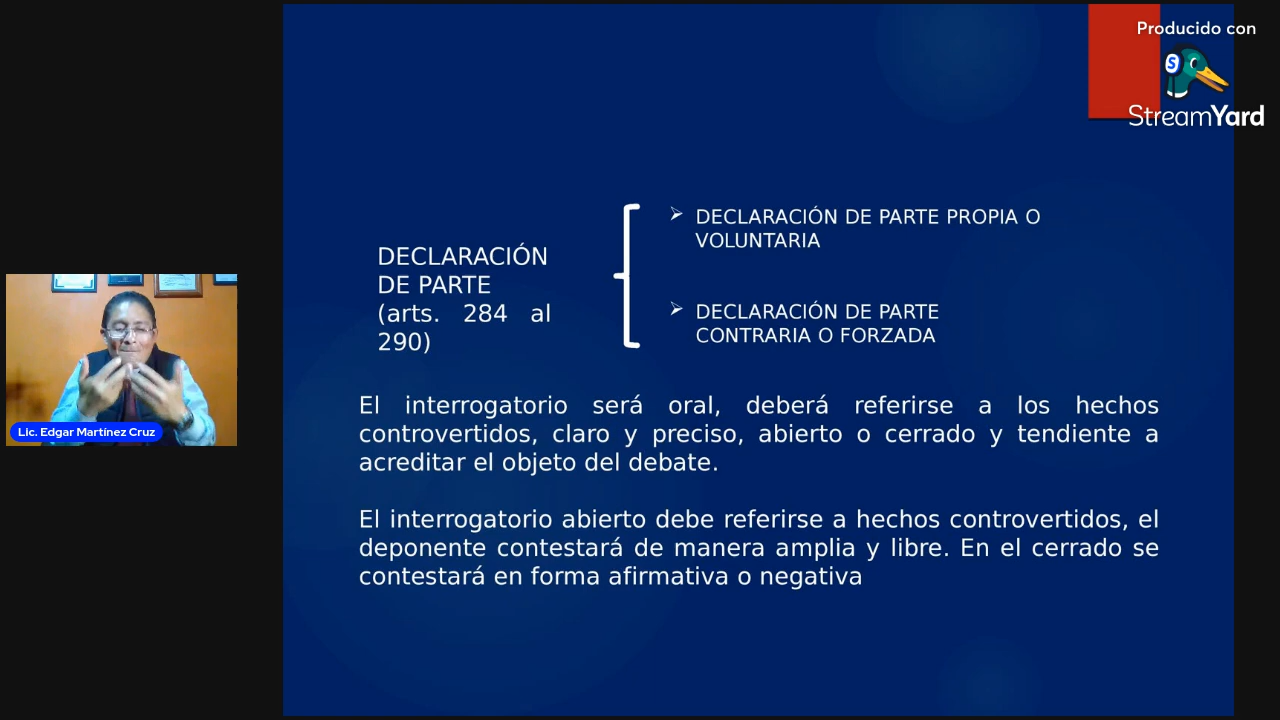 Producido con
StreamYard
DECLARACIÓN
DE PARTE
(arts. 284 al
290)
DECLARACIÓN DE PARTE PROPIA O
VOLUNTARIA
DECLARACIÓN DE PARTE
CONTRARIA O FORZADA
El interrogatorio será oral, deberá referirse a los hechos
controvertidos, claro y preciso, abierto o cerrado y tendiente a
acreditar el objeto del debate.
El interrogatorio abierto debe referirse a hechos controvertidos, el
deponente contestará de manera amplia y libre. En el cerrado se
contestará en forma afirmativa o negativa
Lic. Edgar Martínez Cruz